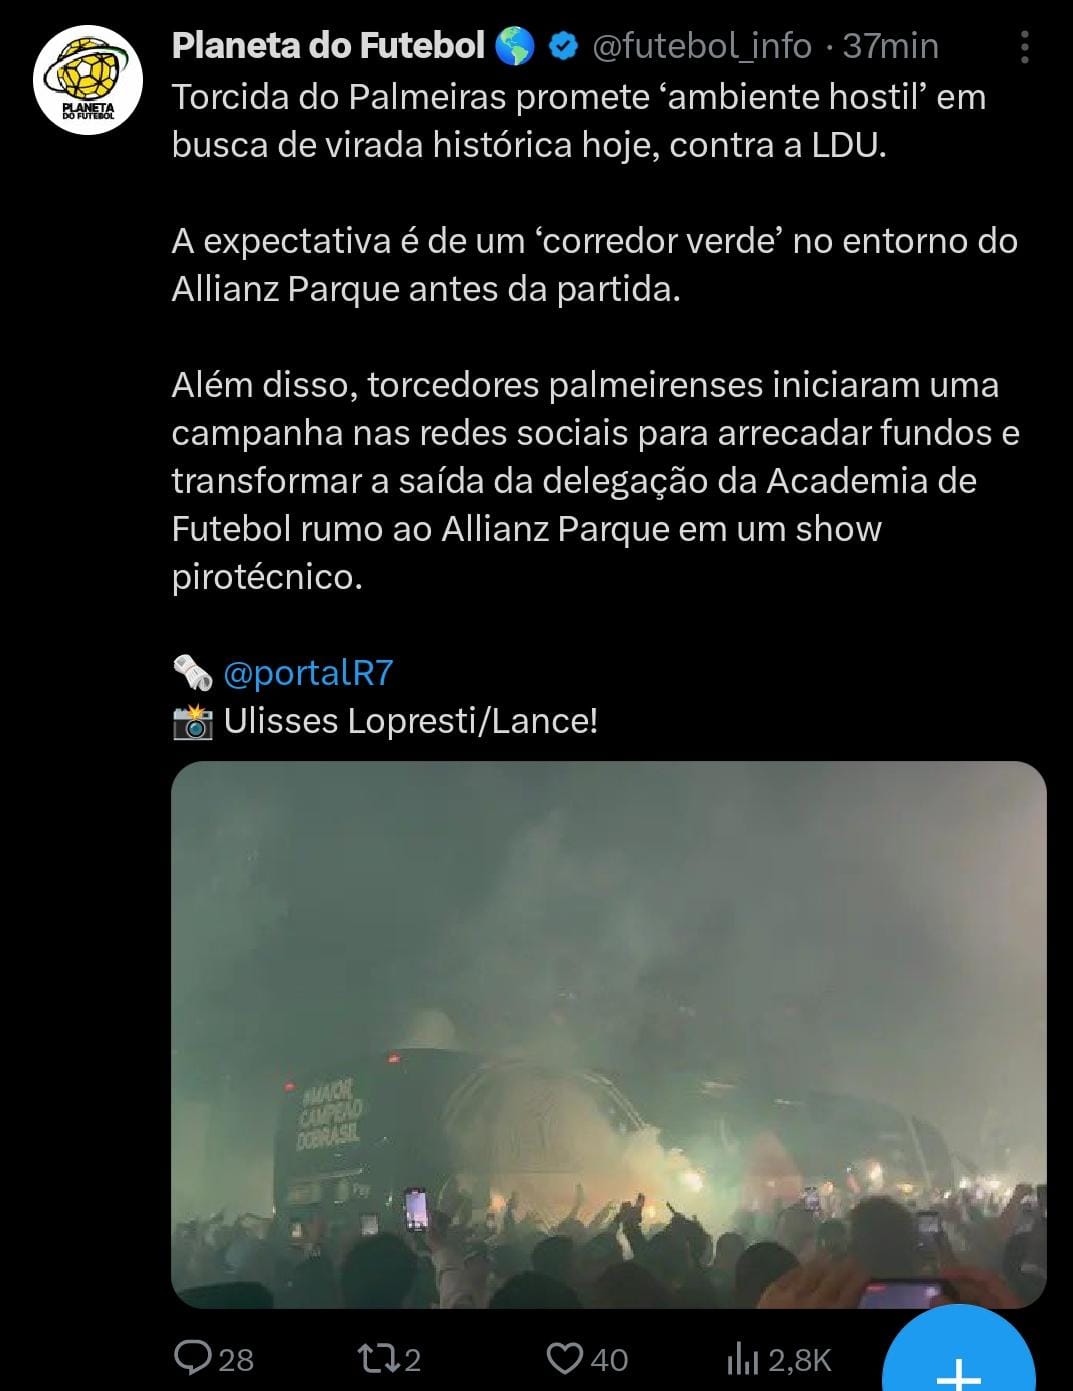 Planeta do Futebol 🌎 @futebol_info · 37min
PLANETA
DO FUTEBOL
Torcida do Palmeiras promete ‘ambiente hostil’ em
busca de virada histórica hoje, contra a LDU.
A expectativa é de um ‘corredor verde’ no entorno do
Allianz Parque antes da partida.
Além disso, torcedores palmeirenses iniciaram uma
campanha nas redes sociais para arrecadar fundos e
transformar a saída da delegação da Academia de
Futebol rumo ao Allianz Parque em um show
pirotécnico.
🗞️ @portalR7
📸 Ulisses Lopresti/Lance!
#MAIOR
CAMPEÃO
DOBRASIL
Pay
28 2 40 2,8K